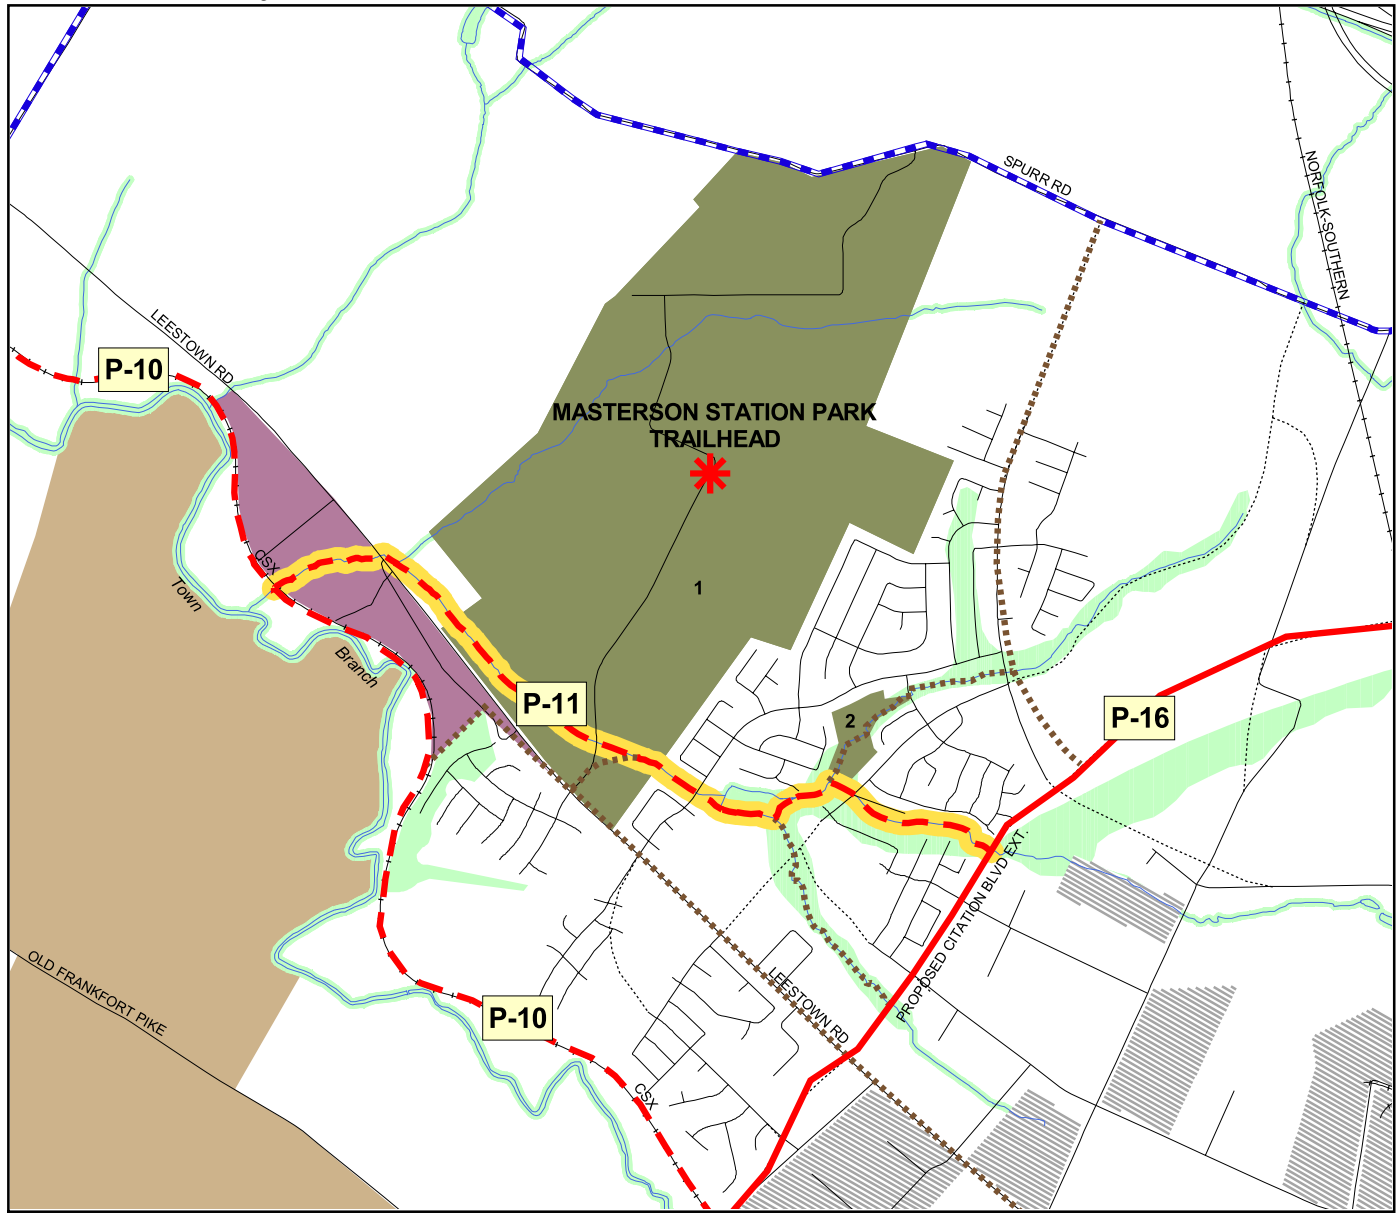 SPURR RD
NORFOLK-SOUTHERN
LEESTOWN RD
P-10
MASTERSON STATION PARK
TRAILHEAD
CSX
1
Town
Branch
P-11
2
P-16
PROPOSED CITATION BLVD EXT.
LEESTOWN RD
OLD FRANKFORT PIKE
P-10
CSX